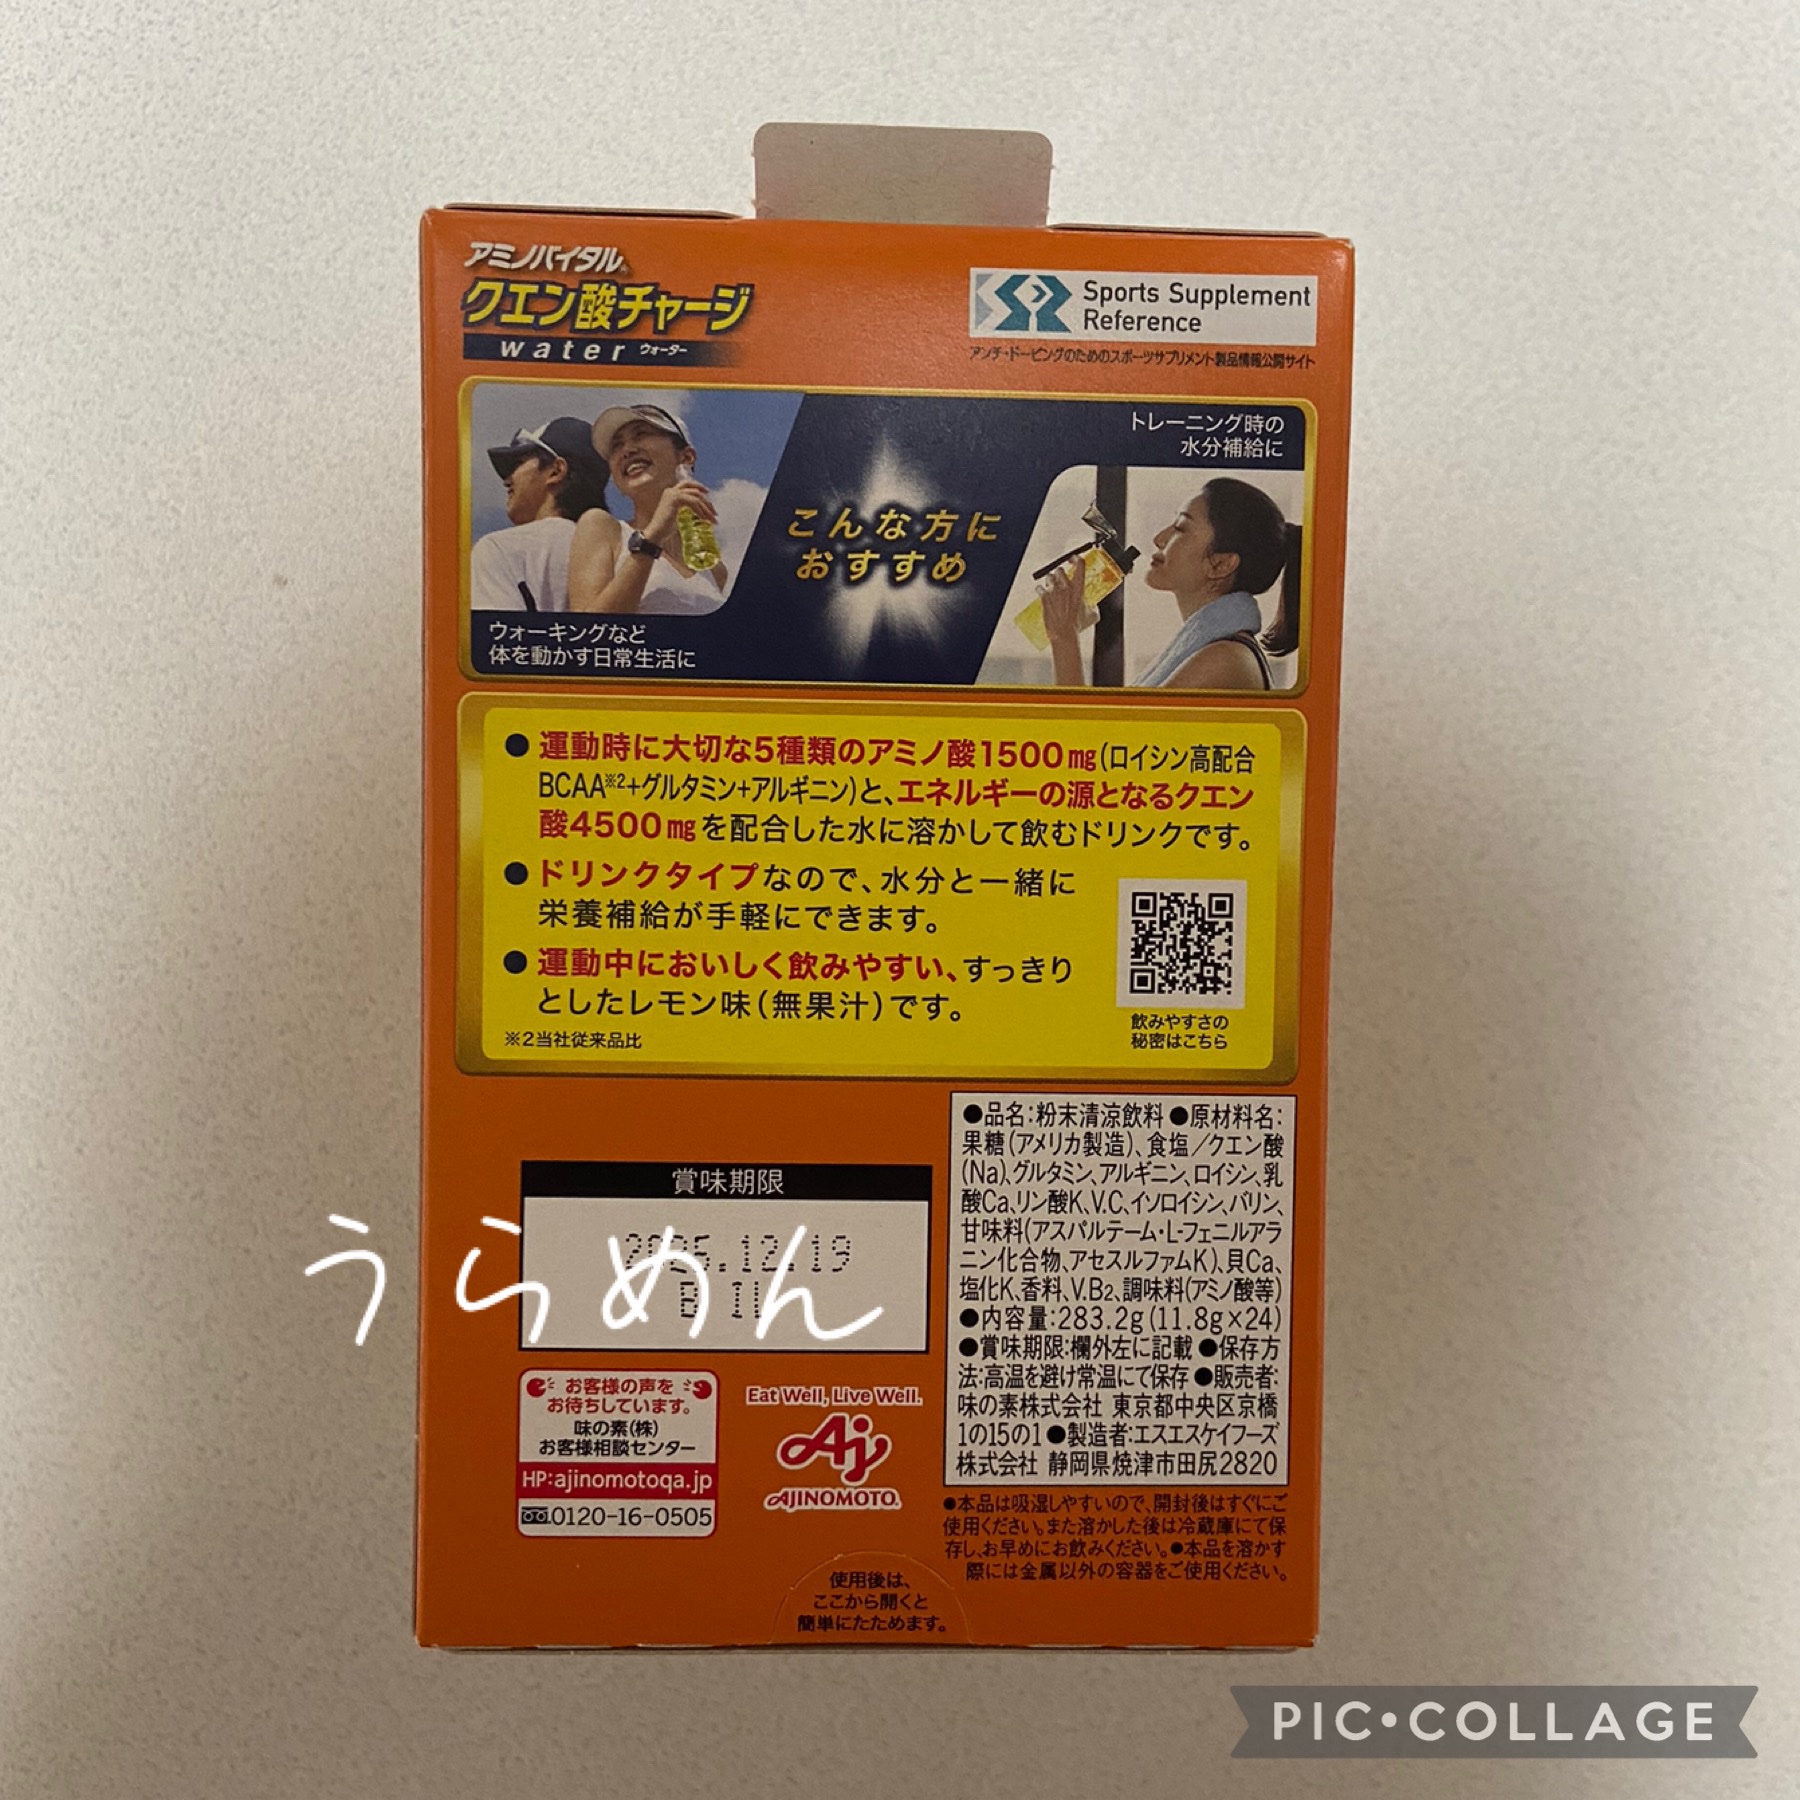 アミノバイタル®
クエン酸チャージ
water ウォーター
Sports Supplement
Reference
アンチ・ドーピングのためのスポーツサプリメント製品情報公開サイト
トレーニング時の
水分補給に
こんな方に
おすすめ
ウォーキングなど
体を動かす日常生活に
●運動時に大切な5種類のアミノ酸1500㎎(ロイシン高配合
BCAA※2+グルタミン+アルギニン)と、エネルギーの源となるクエン
酸4500㎎を配合した水に溶かして飲むドリンクです。
●ドリンクタイプなので、水分と一緒に
栄養補給が手軽にできます。
●運動中においしく飲みやすい、すっきり
としたレモン味(無果汁)です。
※2当社従来品比
飲みやすさの
秘密はこちら
●品名:粉末清涼飲料●原材料名:
果糖(アメリカ製造)、食塩/クエン酸
(Na)、グルタミン、アルギニン、ロイシン、乳
酸Ca、リン酸K、V.C、イソロイシン、バリン、
甘味料(アスパルテーム・L-フェニルアラ
ニン化合物、アセスルファムK)、貝Ca、
塩化K、香料、V.B2、調味料(アミノ酸等)
●内容量:283.2g(11.8g×24)
●賞味期限:欄外左に記載●保存方
法:高温を避け常温にて保存●販売者:
味の素株式会社 東京都中央区京橋
1の15の1●製造者:エスエスケイフーズ
株式会社 静岡県焼津市田尻2820
賞味期限
2025.12.19
うらめん
お客様の声を
お待ちしています。
味の素(株)
お客様相談センター
HP:ajinomotoqa.jp
0120-16-0505
Eat Well, Live Well.
Aj
AJINOMOTO®
●本品は吸湿しやすいので、開封後はすぐにご
使用ください。また溶かした後は冷蔵庫にて保
存し、お早めにお飲みください。●本品を溶かす
際には金属以外の容器をご使用ください。
使用後は、
ここから開くと
簡単にたためます。
PIC•COLLAGE